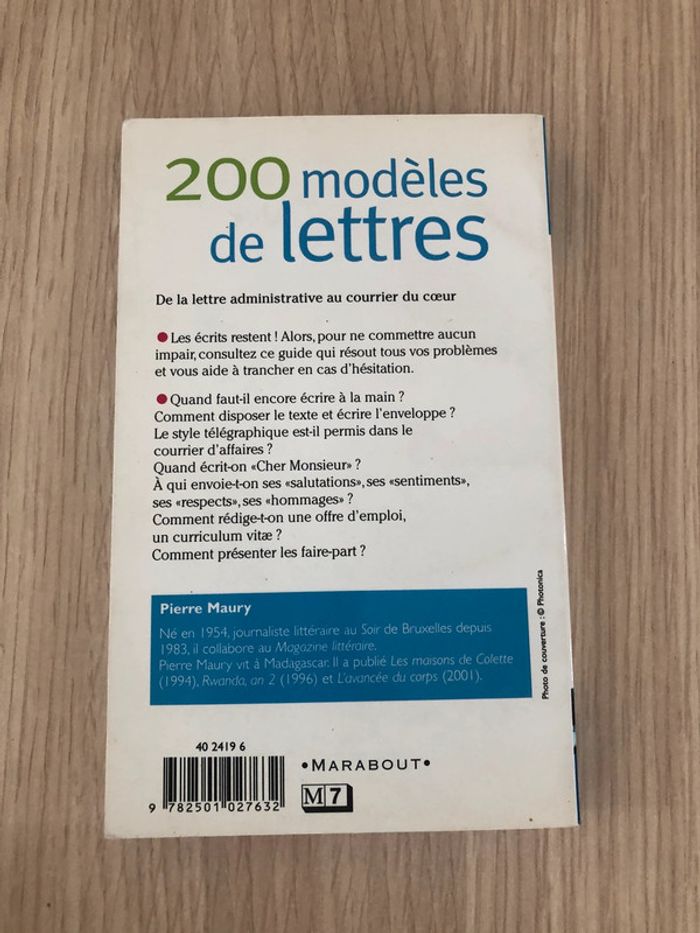 200 modèles
de lettres
De la lettre administrative au courrier du cœur
● Les écrits restent ! Alors, pour ne commettre aucun
impair, consultez ce guide qui résout tous vos problèmes
et vous aide à trancher en cas d'hésitation.
● Quand faut-il encore écrire à la main ?
Comment disposer le texte et écrire l'enveloppe ?
Le style télégraphique est-il permis dans le
courrier d'affaires ?
Quand écrit-on «Cher Monsieur» ?
À qui envoie-t-on ses «salutations», ses «sentiments»,
ses «respects», ses «hommages» ?
Comment rédige-t-on une offre d'emploi,
un curriculum vitæ ?
Comment présenter les faire-part ?
Pierre Maury
Né en 1954, journaliste littéraire au Soir de Bruxelles depuis
1983, il collabore au Magazine littéraire.
Pierre Maury vit à Madagascar. Il a publié Les maisons de Colette
(1994), Rwanda, an 2 (1996) et L'avancée du corps (2001).
Photo de couverture : © Photonica
40 2419 6
9 782501 027632
•MARABOUT•
M 7